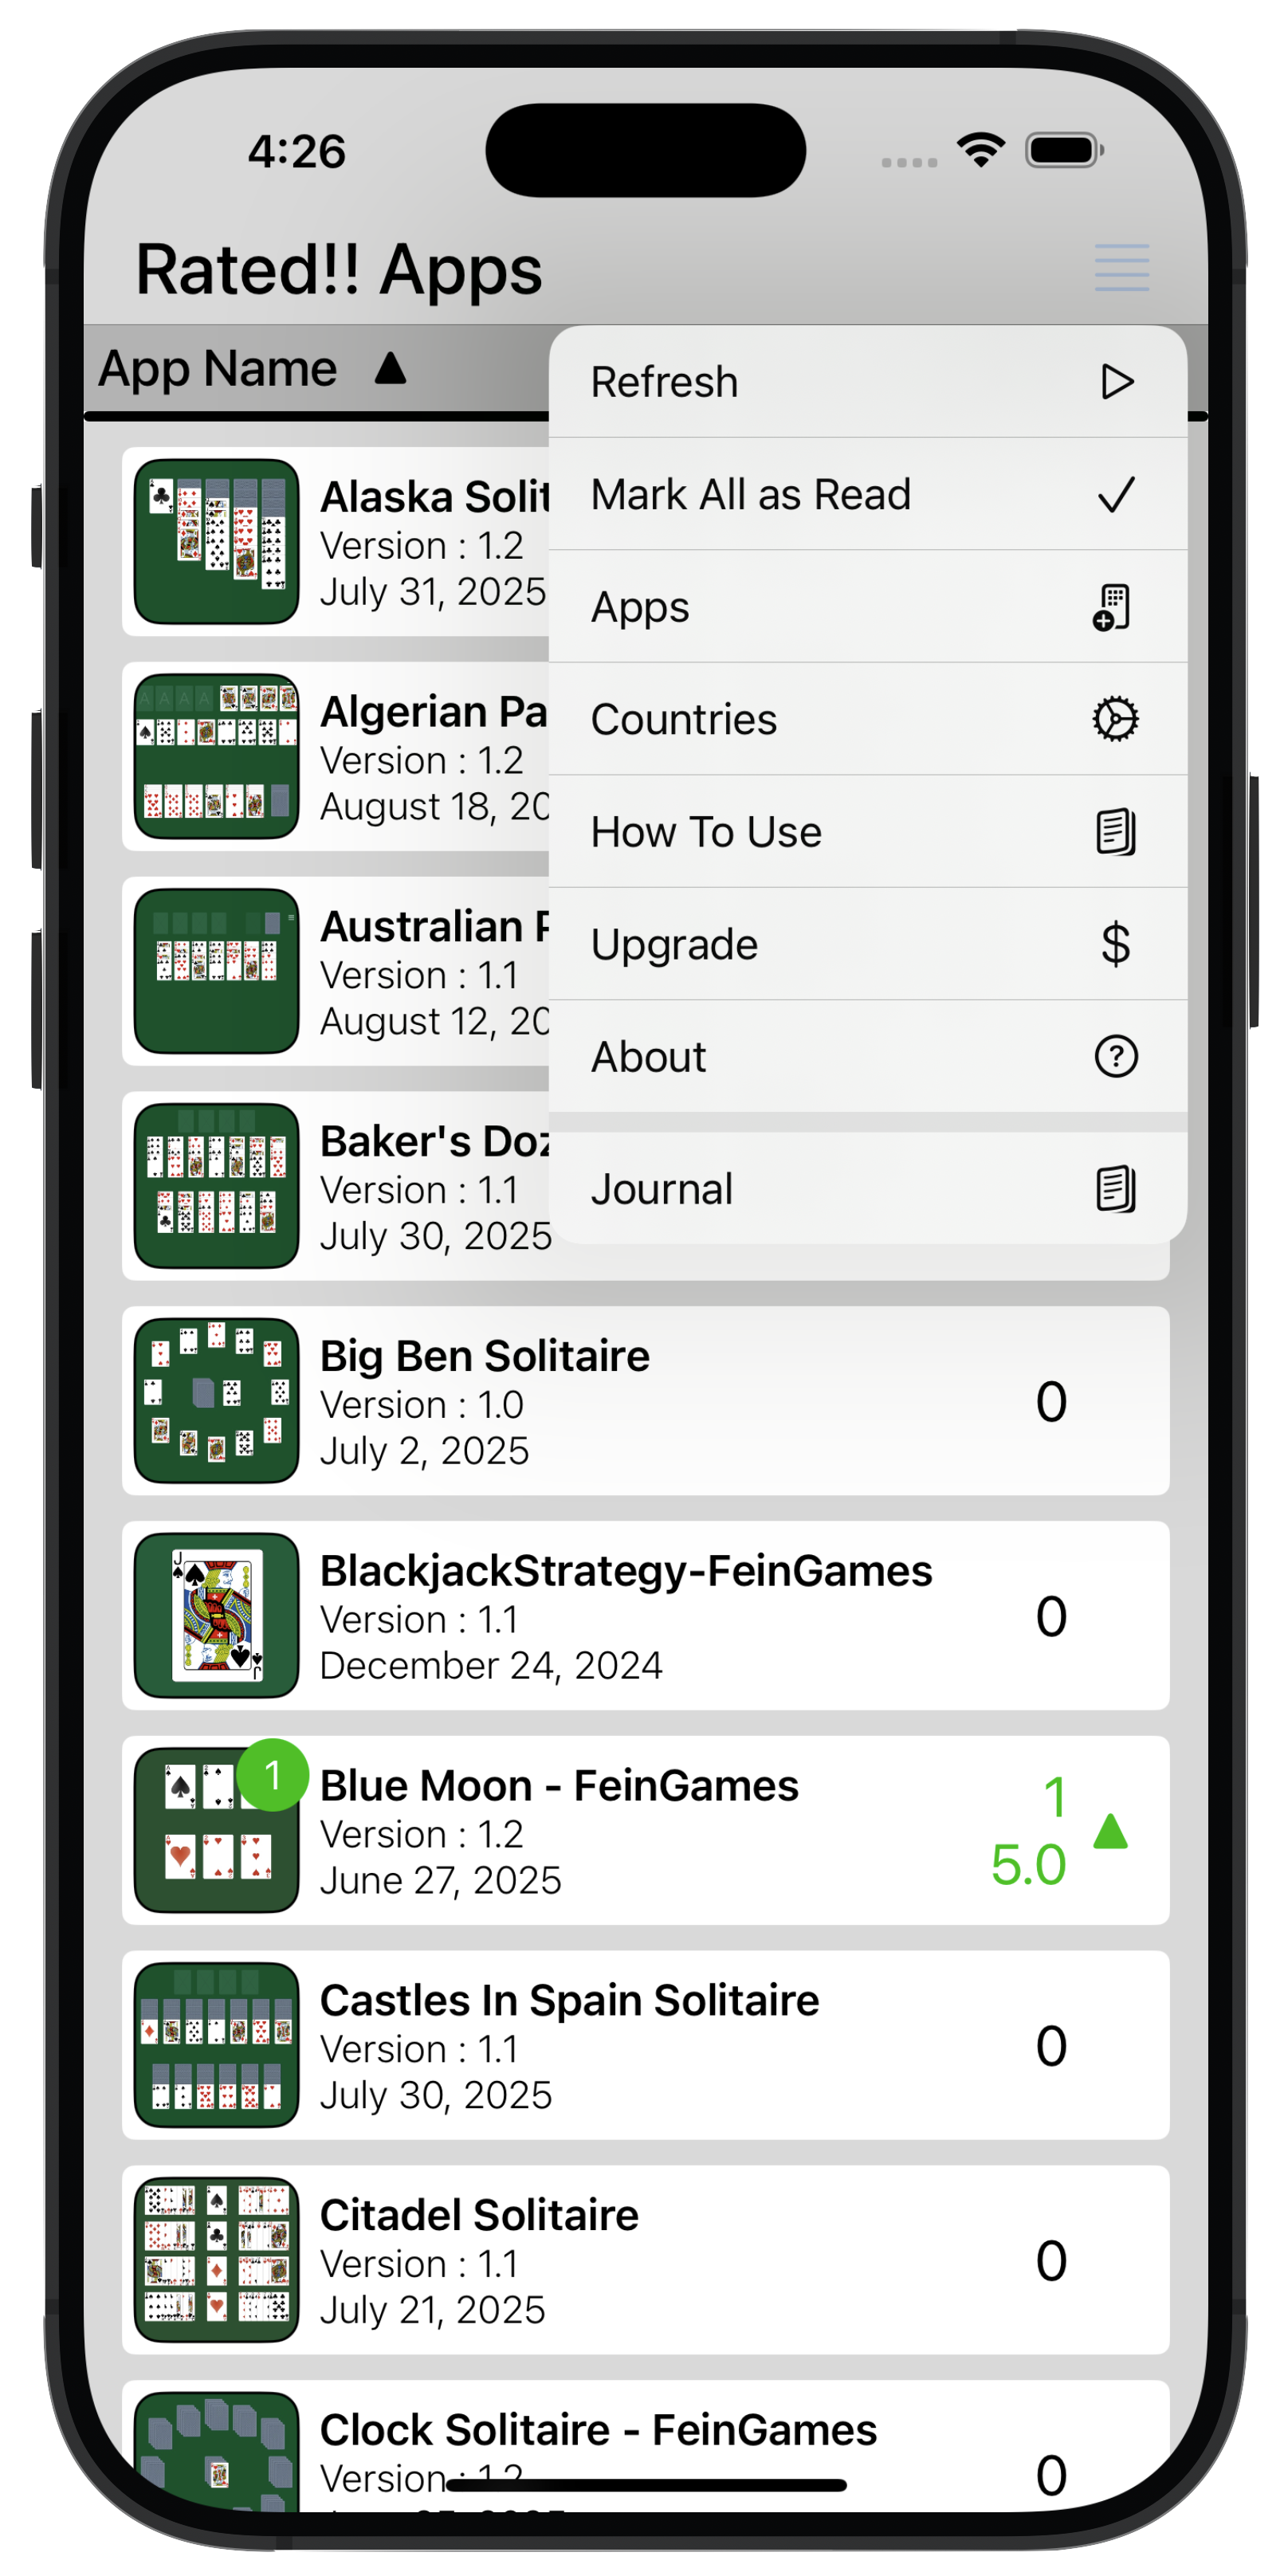 4:26
Rated!! Apps
App Name ▲
Refresh
Mark All as Read
Apps
Countries
How To Use
Upgrade $
About ?
Journal
Alaska Solit
Version : 1.2
July 31, 2025
Algerian Pa
Version : 1.2
August 18, 20
Australian
Version : 1.1
August 12, 20
Baker's Doz
Version : 1.1
July 30, 2025
Big Ben Solitaire
Version : 1.0
July 2, 2025
0
BlackjackStrategy-FeinGames
Version : 1.1
December 24, 2024
0
1
Blue Moon - FeinGames
Version : 1.2
June 27, 2025
1
5.0
Castles In Spain Solitaire
Version : 1.1
July 30, 2025
0
Citadel Solitaire
Version : 1.1
July 21, 2025
0
Clock Solitaire - FeinGames
Version : 1.2
0